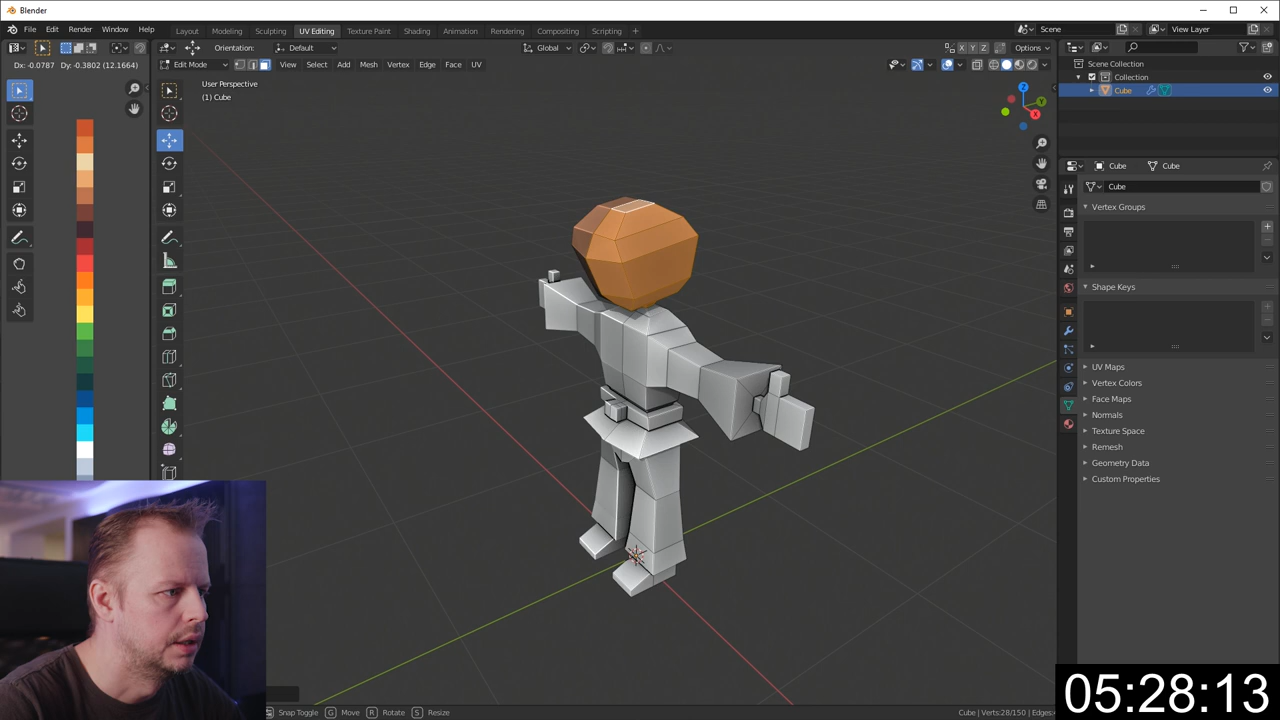 Blender
File Edit Render Window Help
Layout Modeling Sculpting UV Editing Texture Paint Shading Animation Rendering Compositing Scripting +
Scene
View Layer
Orientation: Default
Global
X Y Z
Options
Dx: -0.0787 Dy: -0.3802 (12.1664)
Edit Mode
View Select Add Mesh Vertex Edge Face UV
User Perspective
(1) Cube
Z
Y
X
Scene Collection
Collection
Cube
Cube
Cube
Cube
Vertex Groups
Shape Keys
UV Maps
Vertex Colors
Face Maps
Normals
Texture Space
Remesh
Geometry Data
Custom Properties
05:28:13
Snap Toggle G Move R Rotate S Resize
Cube | Verts:28/150 | Edges: